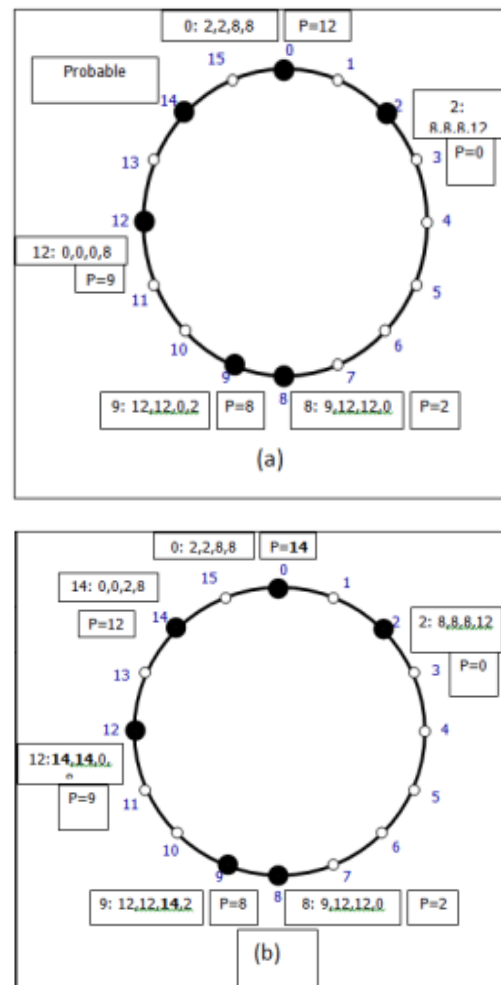 0: 2,2,8,8 P=12
0
15 1
Probable
14 2
2:
8,8,8,12
P=0
13 3
12 4
12: 0,0,0,8
P=9
11 5
10 6
9 7
8
9: 12,12,0,2 P=8 8: 9,12,12,0 P=2
(a)
0: 2,2,8,8 P=14
0
15 1
14: 0,0,2,8
P=12
14 2
2: 8,8,8,12
P=0
13 3
12 4
12:14,14,0,
P=9
11 5
10 6
9 7
8
9: 12,12,14,2 P=8 8: 9,12,12,0 P=2
(b)